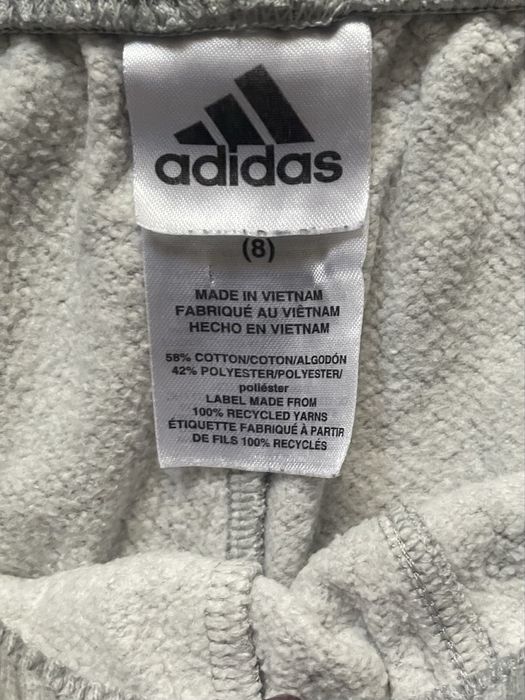 adidas
(8)
MADE IN VIETNAM
FABRIQUÉ AU VIÊTNAM
HECHO EN VIETNAM
58% COTTON/COTON/ALGODÓN
42% POLYESTER/POLYESTER/
poliéster
LABEL MADE FROM
100% RECYCLED YARNS
ÉTIQUETTE FABRIQUÉ À PARTIR
DE FILS 100% RECYCLÉS